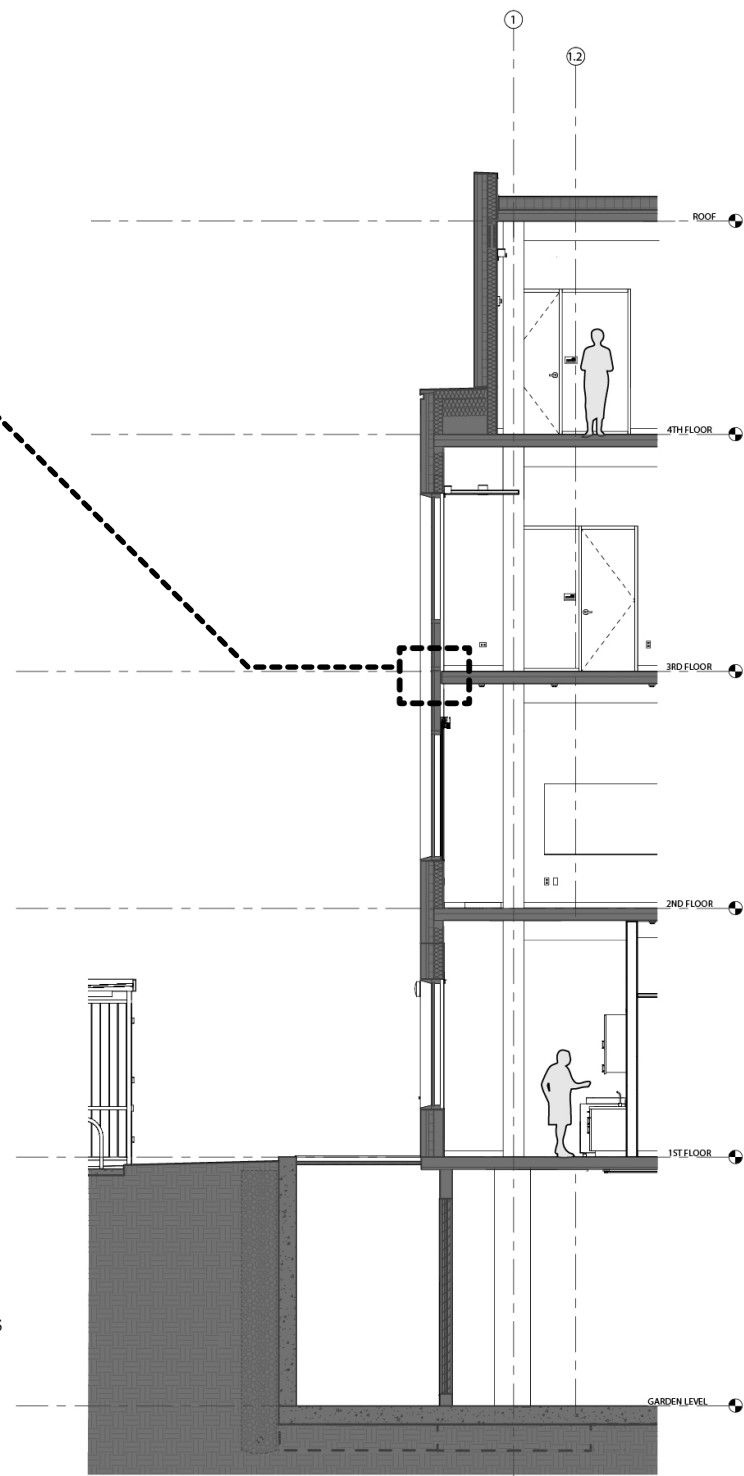 1
1.2
ROOF
4TH FLOOR
3RD FLOOR
2ND FLOOR
1ST FLOOR
S
GARDEN LEVEL